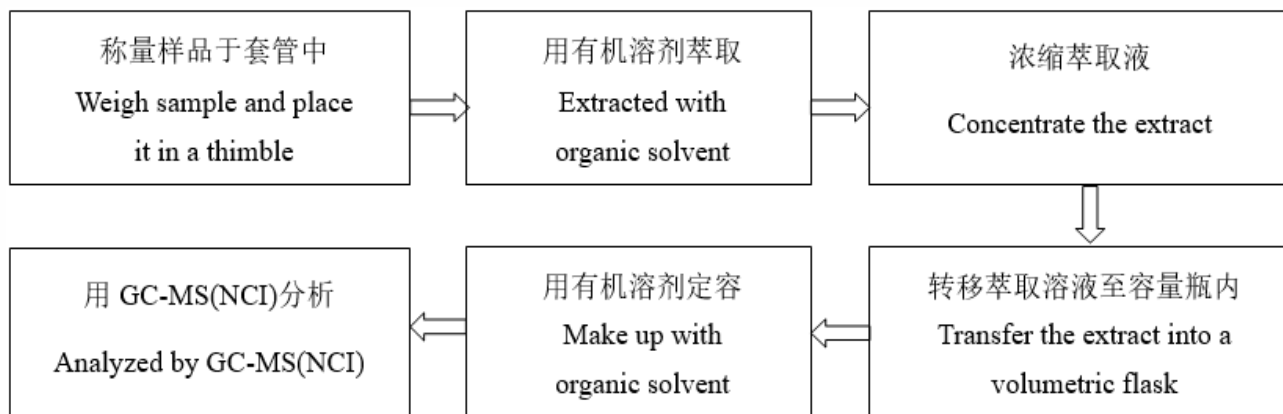 称量样品于套管中
Weigh sample and place
it in a thimble
用有机溶剂萃取
Extracted with
organic solvent
浓缩萃取液
Concentrate the extract
转移萃取溶液至容量瓶内
Transfer the extract into a
volumetric flask
用有机溶剂定容
Make up with
organic solvent
用 GC-MS(NCI)分析
Analyzed by GC-MS(NCI)